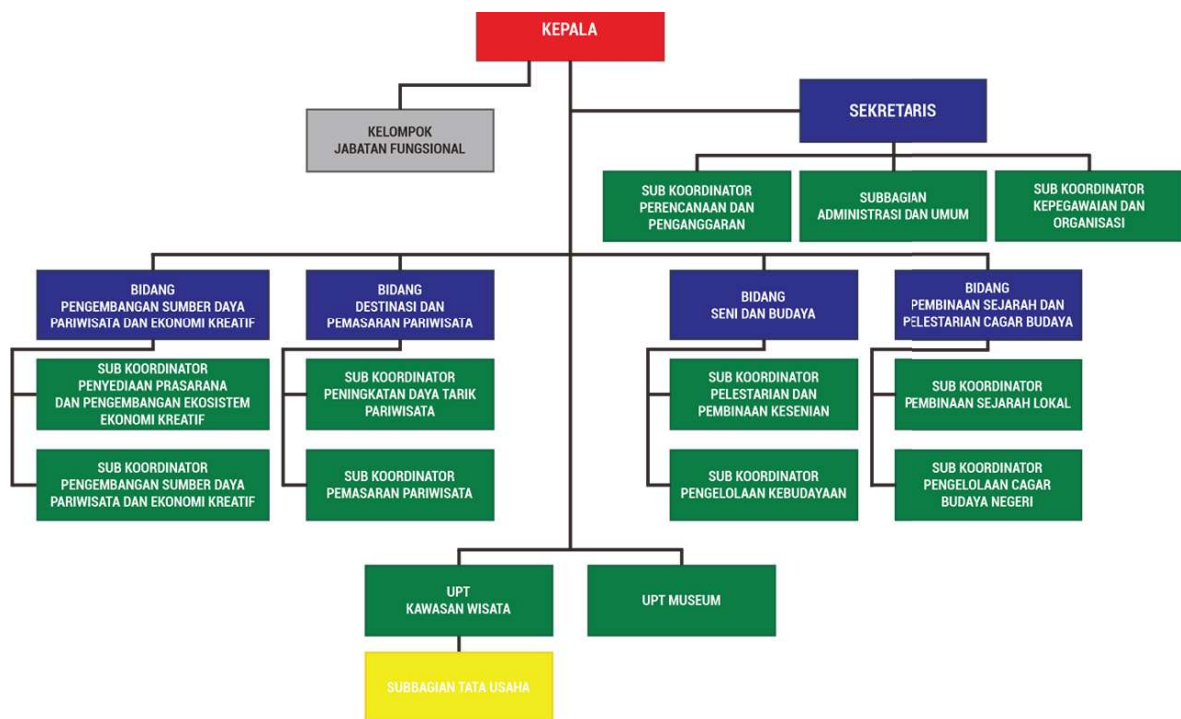 KEPALA
KELOMPOK
JABATAN FUNGSIONAL
SEKRETARIS
SUB KOORDINATOR
PERENCANAAN DAN
PENGANGGARAN
SUBBAGIAN
ADMINISTRASI DAN UMUM
SUB KOORDINATOR
KEPEGAWAIAN DAN
ORGANISASI
BIDANG
PENGEMBANGAN SUMBER DAYA
PARIWISATA DAN EKONOMI KREATIF
BIDANG
DESTINASI DAN
PEMASARAN PARIWISATA
BIDANG
SENI DAN BUDAYA
BIDANG
PEMBINAAN SEJARAH DAN
PELESTARIAN CAGAR BUDAYA
SUB KOORDINATOR
PENYEDIAAN PRASARANA
DAN PENGEMBANGAN EKOSISTEM
EKONOMI KREATIF
SUB KOORDINATOR
PENINGKATAN DAYA TARIK
PARIWISATA
SUB KOORDINATOR
PELESTARIAN DAN
PEMBINAAN KESENIAN
SUB KOORDINATOR
PEMBINAAN SEJARAH LOKAL
SUB KOORDINATOR
PENGEMBANGAN SUMBER DAYA
PARIWISATA DAN EKONOMI KREATIF
SUB KOORDINATOR
PEMASARAN PARIWISATA
SUB KOORDINATOR
PENGELOLAAN KEBUDAYAAN
SUB KOORDINATOR
PENGELOLAAN CAGAR
BUDAYA NEGERI
UPT
KAWASAN WISATA
UPT MUSEUM
SUBBAGIAN TATA USAHA